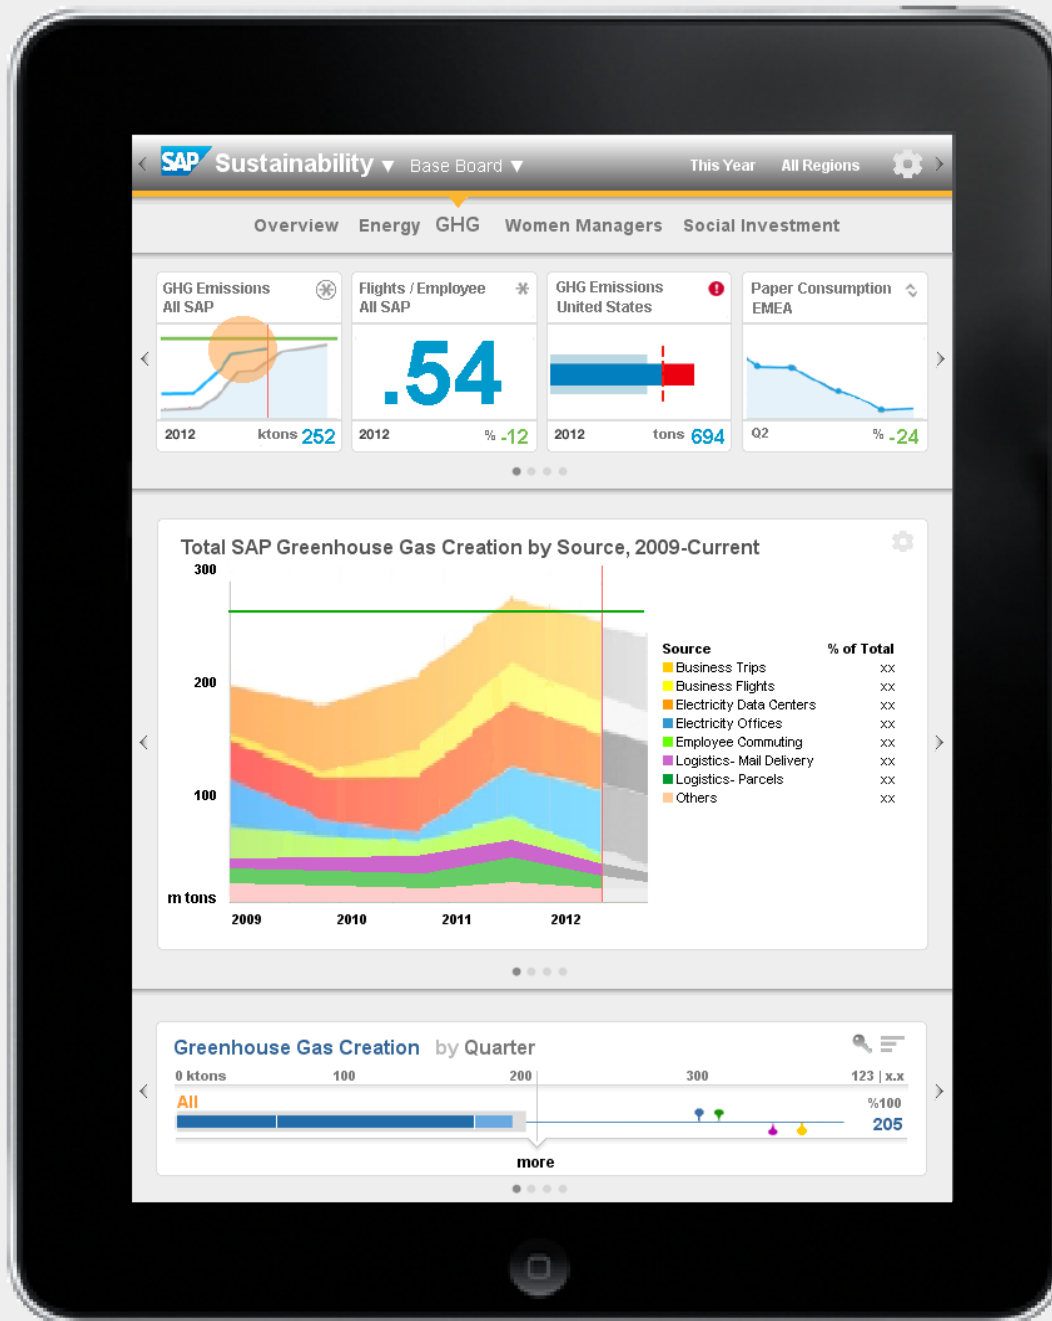 SAP Sustainability ▼ Base Board ▼ This Year All Regions
Overview Energy GHG Women Managers Social Investment
GHG Emissions
All SAP
2012 ktons 252
Flights / Employee
All SAP
.54
2012 % -12
GHG Emissions
United States
2012 tons 694
Paper Consumption
EMEA
Q2 % -24
Total SAP Greenhouse Gas Creation by Source, 2009-Current
300
200
100
m tons
2009 2010 2011 2012
Source % of Total
Business Trips xx
Business Flights xx
Electricity Data Centers xx
Electricity Offices xx
Employee Commuting xx
Logistics- Mail Delivery xx
Logistics- Parcels xx
Others xx
Greenhouse Gas Creation by Quarter
0 ktons 100 200 300 123 | x.x
All %100
205
more